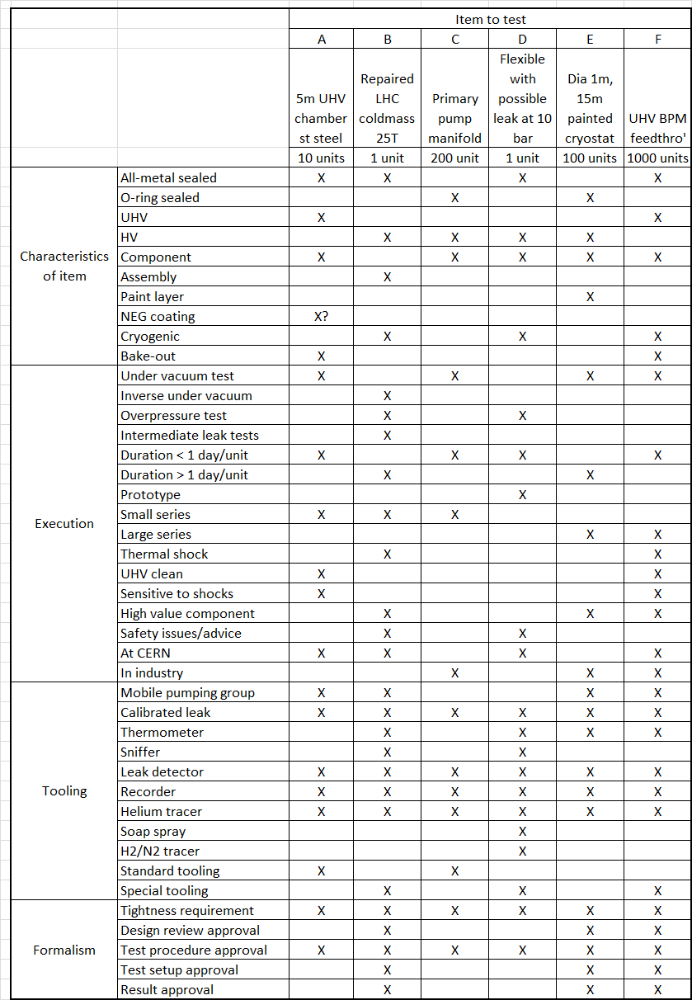 Item to test
A B C D E F
5m UHV chamber st steel Repaired LHC coldmass 25T Primary pump manifold Flexible with possible leak at 10 bar Dia 1m, 15m painted cryostat UHV BPM feedthro'
10 units 1 unit 200 unit 1 unit 100 units 1000 units
Characteristics of item
All-metal sealed X X X X
O-ring sealed X X
UHV X X
HV X X X X
Component X X X X X
Assembly X
Paint layer X
NEG coating X?
Cryogenic X X X
Bake-out X X
Execution
Under vacuum test X X X X
Inverse under vacuum X
Overpressure test X X
Intermediate leak tests X
Duration < 1 day/unit X X X X
Duration > 1 day/unit X X
Prototype X
Small series X X X
Large series X X
Thermal shock X X
UHV clean X X
Sensitive to shocks X X
High value component X X X
Safety issues/advice X X
At CERN X X X X
In industry X X X
Tooling
Mobile pumping group X X X X
Calibrated leak X X X X X X
Thermometer X X X X
Sniffer X X
Leak detector X X X X X X
Recorder X X X X X X
Helium tracer X X X X X X
Soap spray X
H2/N2 tracer X
Standard tooling X X
Special tooling X X X
Formalism
Tightness requirement X X X X X X
Design review approval X X X
Test procedure approval X X X X X X
Test setup approval X X X
Result approval X X X